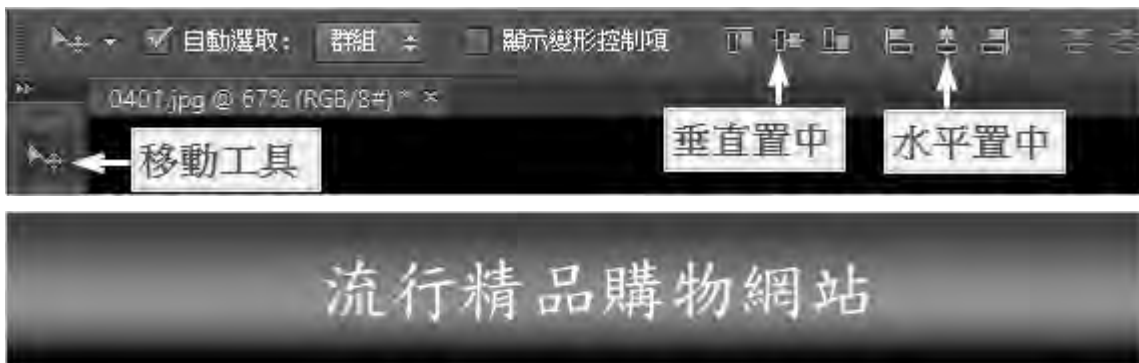 自動選取： 群組 顯示變形控制項
0401.jpg @ 67% (RGB/8#) * ×
垂直置中 水平置中
移動工具
流行精品購物網站